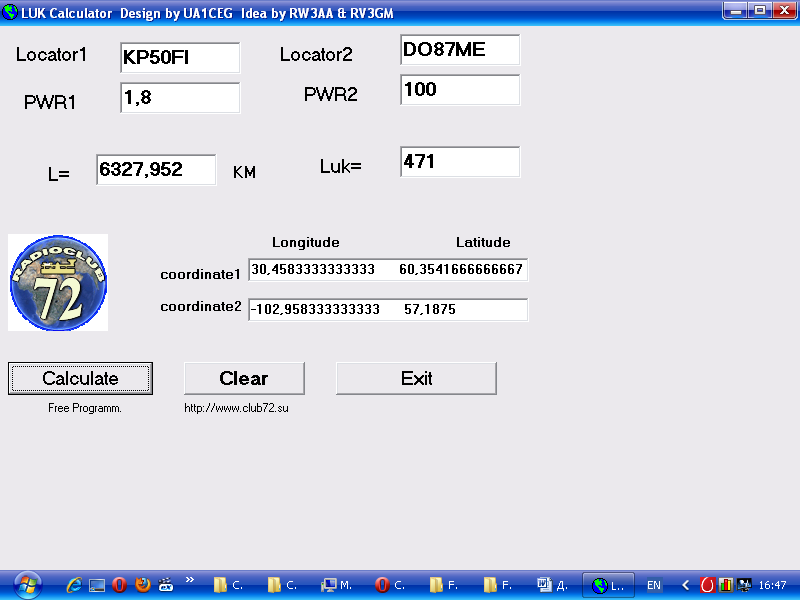 LUK Calculator  Design by UA1CEG  Idea by RW3AA & RV3GM
Locator1 KP50FI Locator2 DO87ME
PWR1 1,8 PWR2 100
L= 6327,952 KM Luk= 471
Longitude Latitude
coordinate1 30,4583333333333 60,3541666666667
coordinate2 -102,958333333333 57,1875
RADIOCLUB
72
Calculate Clear Exit
Free Programm. http://www.club72.su
» C. C. M. C. F. F. Д. L.. EN 16:47